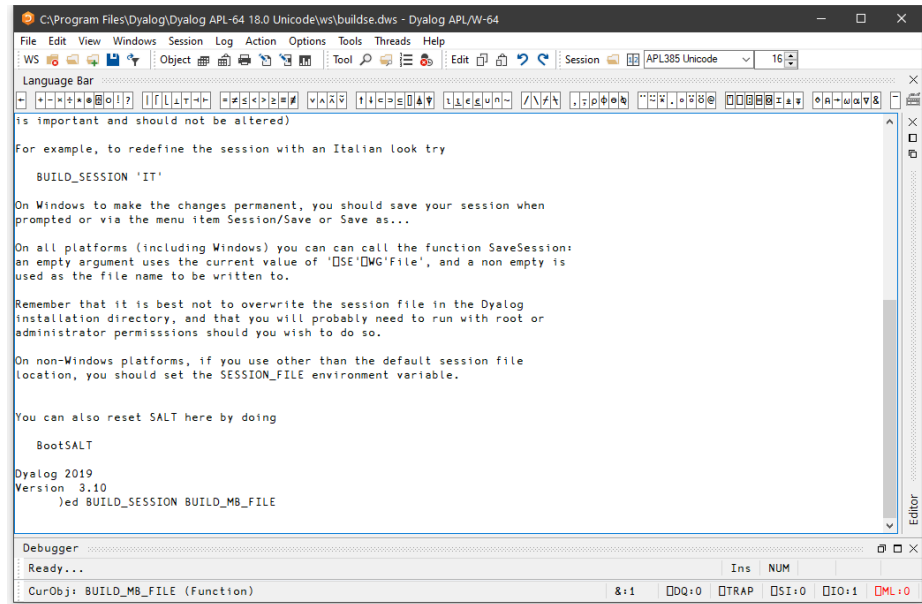 C:\Program Files\Dyalog\Dyalog APL-64 18.0 Unicode\ws\buildse.dws - Dyalog APL/W-64
File Edit View Windows Session Log Action Options Tools Threads Help
WS Object Tool Edit Session APL385 Unicode 16
Language Bar
← + - × ÷ * ⍟ ⌹ ○ ! ? | ⌈ ⌊ ⊥ ⊤ ⊣ ⊢ = ≠ ≤ < > ≥ ≡ ≢ ∨ ∧ ⍲ ⍱ ↑ ↓ ⊂ ⊃ ⊆ ⌷ ⍋ ⍒ ⍳ ⍸ ∊ ⍷ ∪ ∩ ~ / \ ⌿ ⍀ , ⍪ ⍴ ⌽ ⊖ ⍉ ¨ ⍨ ⍣ . ∘ ⍤ ⍥ @
is important and should not be altered)
For example, to redefine the session with an Italian look try
BUILD_SESSION 'IT'
On Windows to make the changes permanent, you should save your session when
prompted or via the menu item Session/Save or Save as...
On all platforms (including Windows) you can can call the function SaveSession:
an empty argument uses the current value of '⎕SE'⎕WG'File', and a non empty is
used as the file name to be written to.
Remember that it is best not to overwrite the session file in the Dyalog
installation directory, and that you will probably need to run with root or
administrator permisssions should you wish to do so.
On non-Windows platforms, if you use other than the default session file
location, you should set the SESSION_FILE environment variable.
You can also reset SALT here by doing
BootSALT
Dyalog 2019
Version 3.10
)ed BUILD_SESSION BUILD_MB_FILE
Editor
Debugger
Ready... Ins NUM
CurObj: BUILD_MB_FILE (Function) &:1 ⎕DQ:0 ⎕TRAP ⎕SI:0 ⎕IO:1 ⎕ML:0